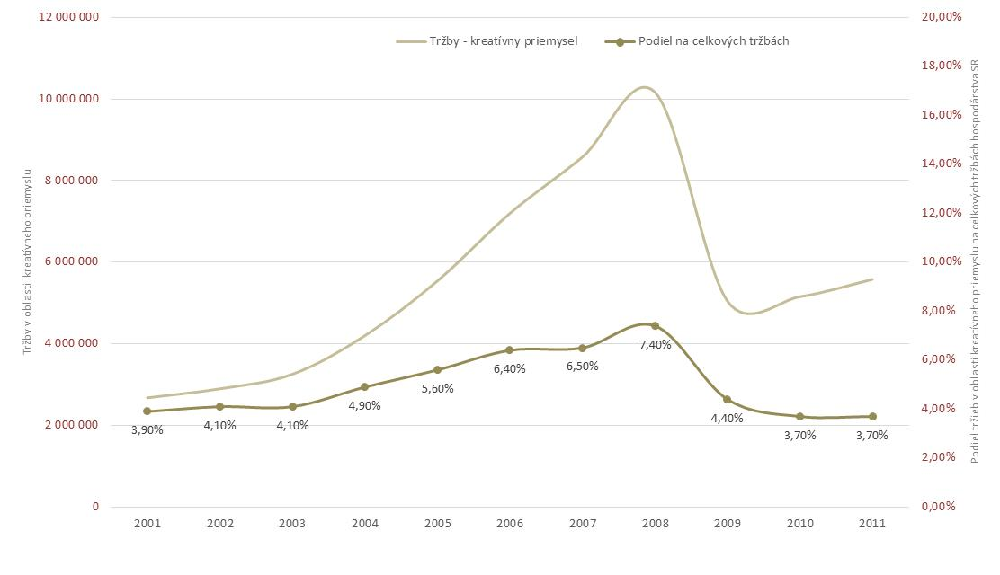 12 000 000
20,00%
Tržby - kreatívny priemysel
Podiel na celkových tržbách
18,00%
10 000 000
16,00%
14,00%
8 000 000
12,00%
6 000 000
10,00%
8,00%
4 000 000
6,00%
4,00%
2 000 000
2,00%
0
0,00%
3,90%
4,10%
4,10%
4,90%
5,60%
6,40%
6,50%
7,40%
4,40%
3,70%
3,70%
2001 2002 2003 2004 2005 2006 2007 2008 2009 2010 2011
Tržby v oblasti kreatívneho priemyslu
Podiel tržieb v oblasti kreatívneho priemyslu na celkových tržbách hospodárstva SR